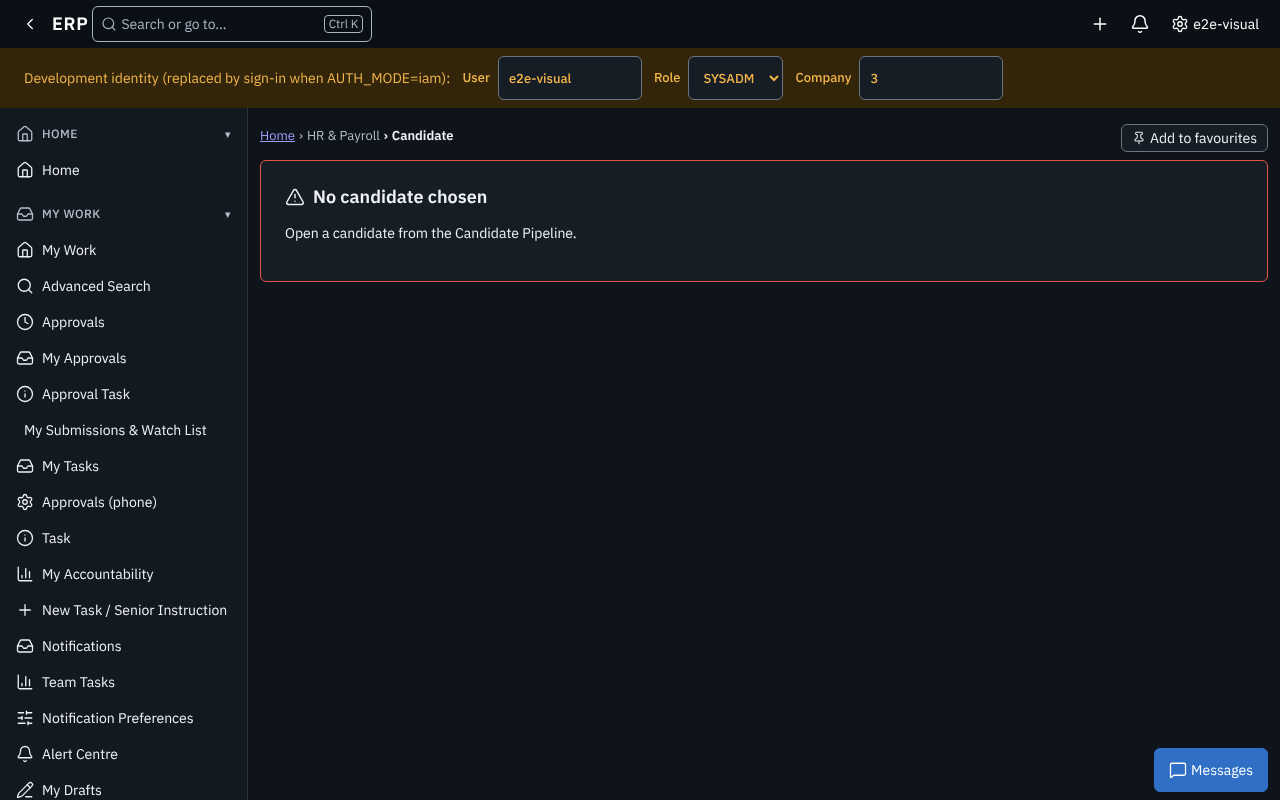 ERP
Search or go to... Ctrl K
e2e-visual
Development identity (replaced by sign-in when AUTH_MODE=iam): User e2e-visual Role SYSADM Company 3
HOME
Home
MY WORK
My Work
Advanced Search
Approvals
My Approvals
Approval Task
My Submissions & Watch List
My Tasks
Approvals (phone)
Task
My Accountability
New Task / Senior Instruction
Notifications
Team Tasks
Notification Preferences
Alert Centre
My Drafts
Home › HR & Payroll › Candidate
Add to favourites
No candidate chosen
Open a candidate from the Candidate Pipeline.
Messages